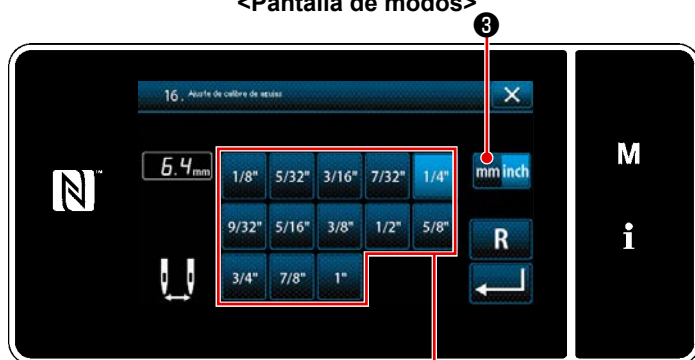 <Pantalla de modos>
❸
16. Ajuste de calibre de agujas
6.4mm
1/8" 5/32" 3/16" 7/32" 1/4"
mm inch
M
9/32" 5/16" 3/8" 1/2" 5/8"
R
i
3/4" 7/8" 1"
N